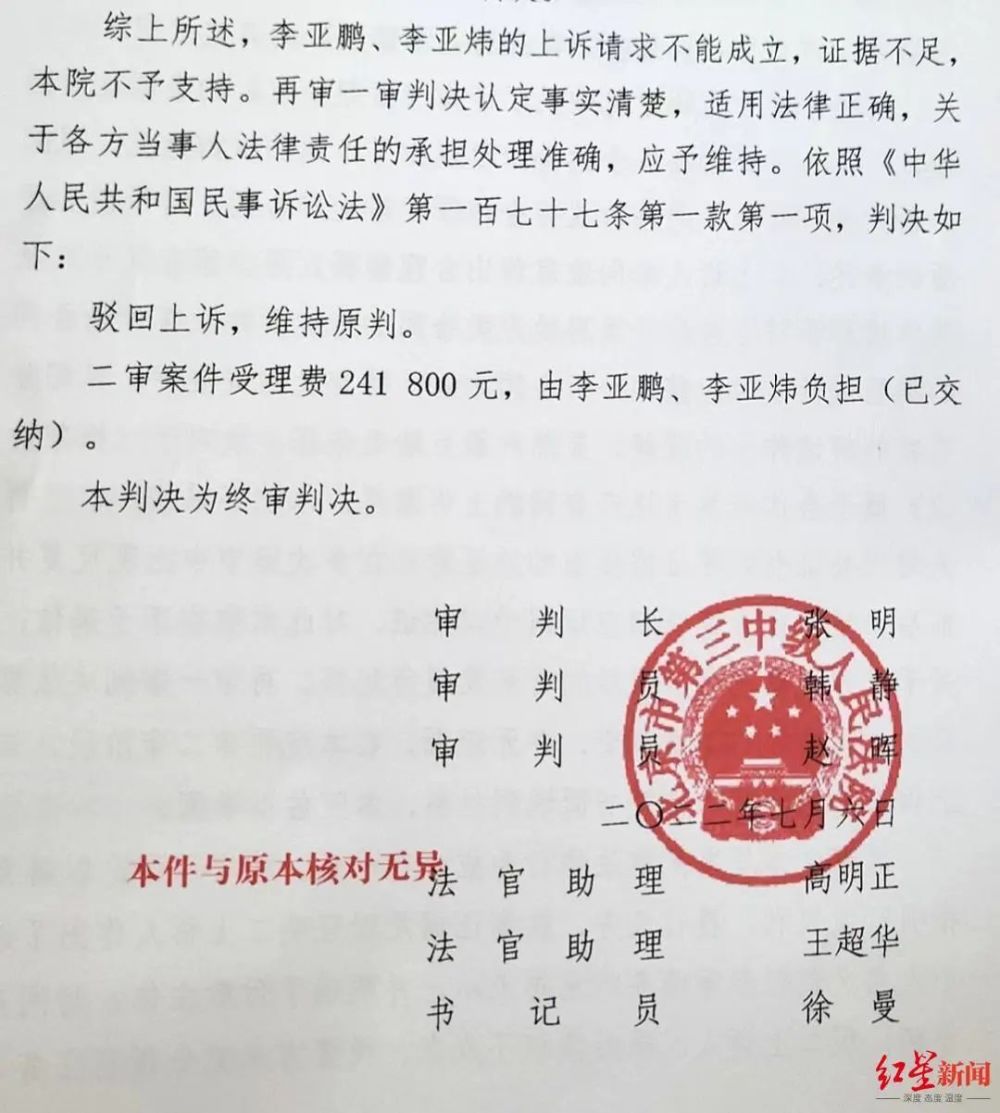 综上所述，李亚鹏、李亚炜的上诉请求不能成立，证据不足，
本院不予支持。再审一审判决认定事实清楚，适用法律正确，关
于各方当事人法律责任的承担处理准确，应予维持。依照《中华
人民共和国民事诉讼法》第一百七十七条第一款第一项，判决如
下：
驳回上诉，维持原判。
二审案件受理费 241 800 元，由李亚鹏、李亚炜负担（已交
纳）。
本判决为终审判决。
审 判 长 张 明
审 判 员 韩 静
审 判 员 赵 晖
北京市第三中级人民法院
二〇二二年七月六日
本件与原本核对无异
法 官 助 理 高明正
法 官 助 理 王超华
书 记 员 徐 曼
红星新闻
深度 态度 温度